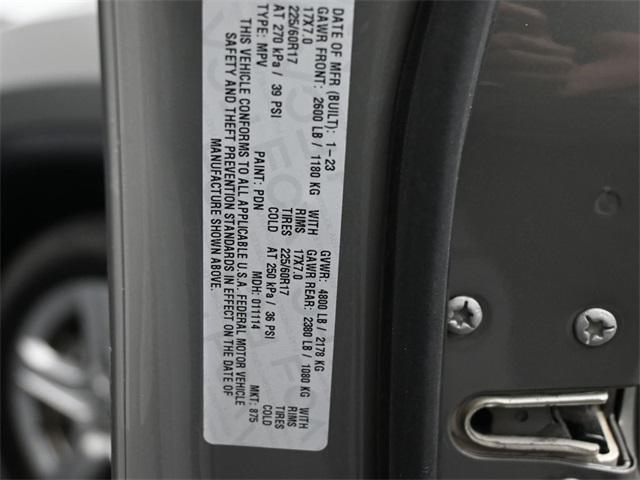 DATE OF MFR (BUILT): 1-23 GVWR: 4800 LB / 2178 KG
GAWR FRONT: 2600 LB / 1180 KG WITH GAWR REAR: 2380 LB / 1080 KG WITH
17X7.0 RIMS 17X7.0 RIMS
225/60R17 TIRES 225/60R17 TIRES
AT 270 kPa / 39 PSI COLD AT 250 kPa / 36 PSI COLD
TYPE: MPV PAINT: PDN MDH: 011114 MKT: 875
THIS VEHICLE CONFORMS TO ALL APPLICABLE U.S.A. FEDERAL MOTOR VEHICLE
SAFETY AND THEFT PREVENTION STANDARDS IN EFFECT ON THE DATE OF
MANUFACTURE SHOWN ABOVE.